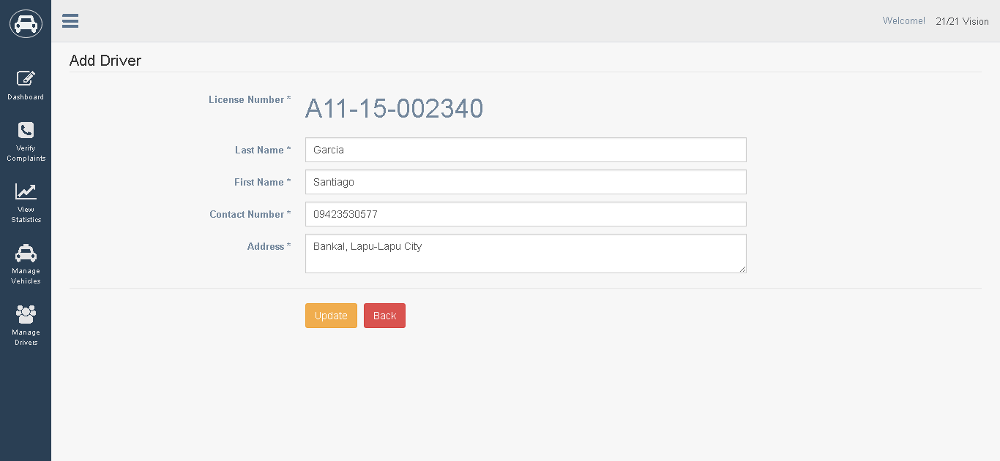 Welcome! 21/21 Vision
Dashboard
Verify
Complaints
View
Statistics
Manage
Vehicles
Manage
Drivers
Add Driver
License Number * A11-15-002340
Last Name * Garcia
First Name * Santiago
Contact Number * 09423530577
Address * Bankal, Lapu-Lapu City
Update Back